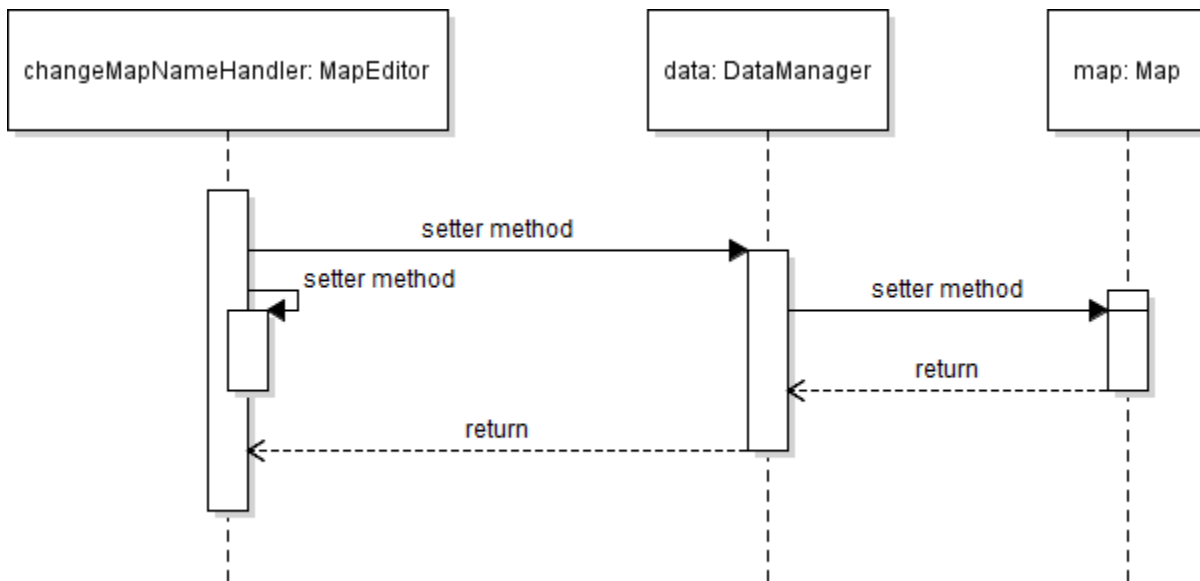 changeMapNameHandler: MapEditor
data: DataManager
map: Map
setter method
setter method
setter method
return
return